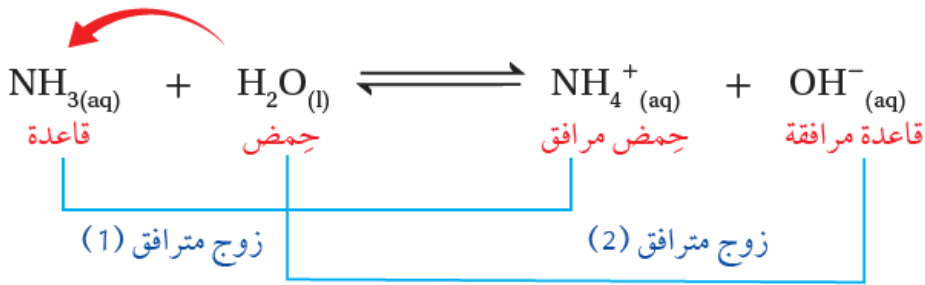 NH₃(aq) + H₂O(l) ⇌ NH₄⁺(aq) + OH⁻(aq)
قاعدة حِمض حِمض مرافق قاعدة مرافقة
زوج مترافق (1) زوج مترافق (2)